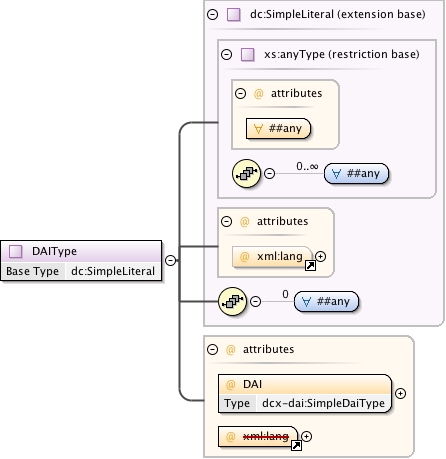 dc:SimpleLiteral (extension base)
xs:anyType (restriction base)
@ attributes
∀ ##any
0..∞
∀ ##any
@ attributes
@ xml:lang
DAIType
Base Type dc:SimpleLiteral
0
∀ ##any
@ attributes
@ DAI
Type dcx-dai:SimpleDaiType
@ xml:lang